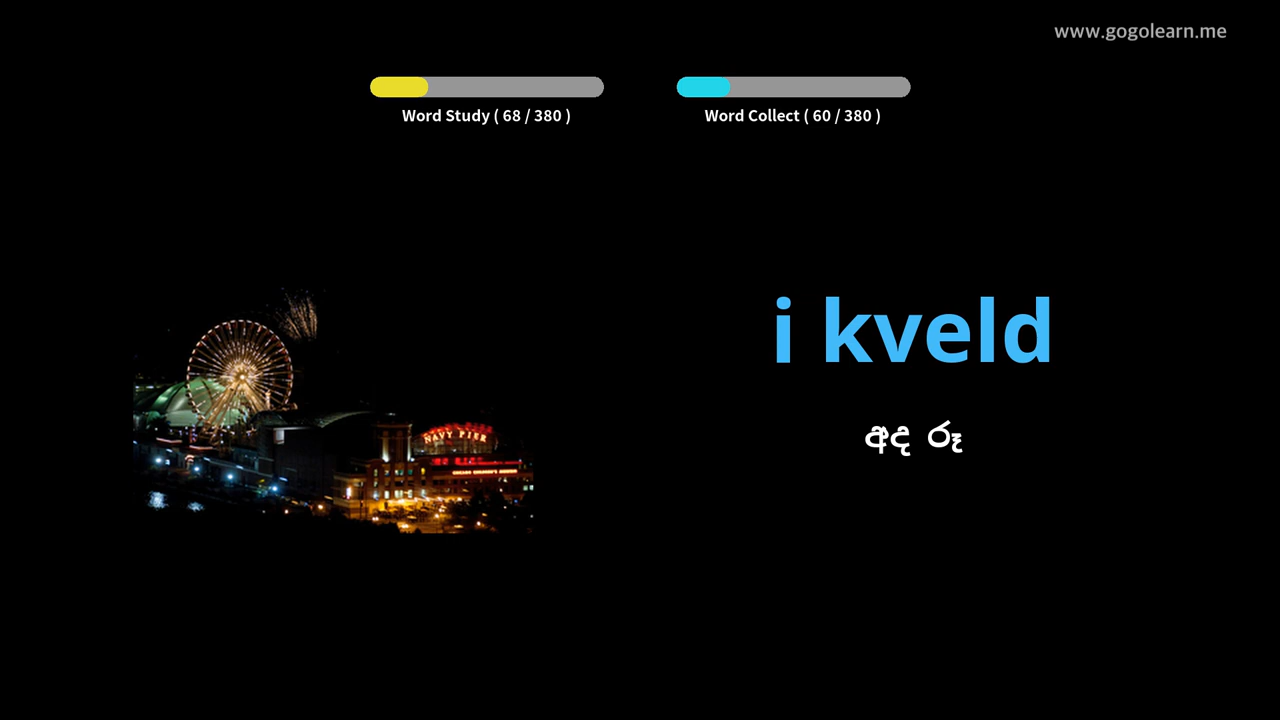 www.gogolearn.me
Word Study ( 68 / 380 )
Word Collect ( 60 / 380 )
i kveld
අද රෑ
NAVY PIER